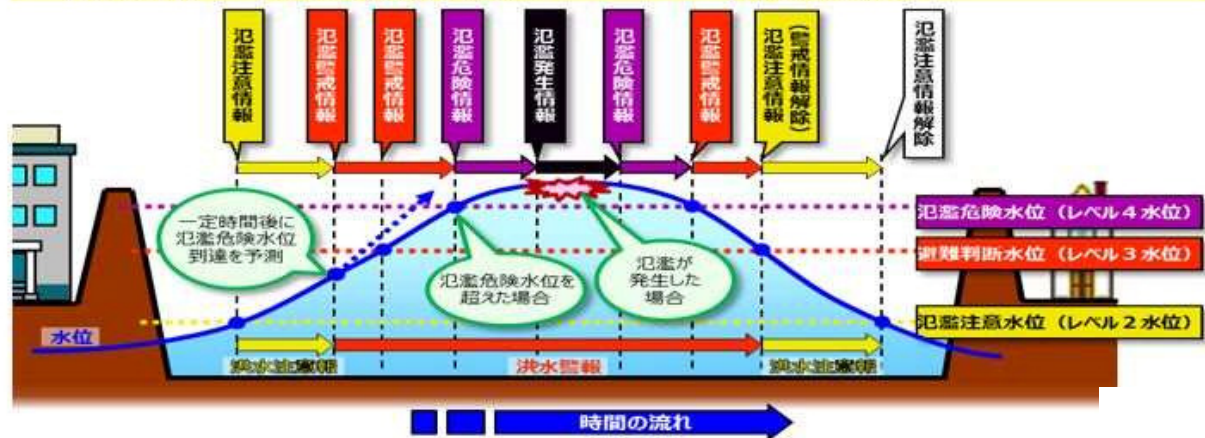 氾濫注意情報
氾濫警戒情報
氾濫警戒情報
氾濫危険情報
氾濫発生情報
氾濫危険情報
氾濫警戒情報
(警戒情報解除)
氾濫注意情報
氾濫注意情報解除
一定時間後に
氾濫危険水位
到達を予測
氾濫危険水位を
超えた場合
氾濫が
発生した
場合
氾濫危険水位(レベル4水位)
避難判断水位(レベル3水位)
氾濫注意水位(レベル2水位)
水位
洪水注意報
洪水警報
洪水注意報
時間の流れ